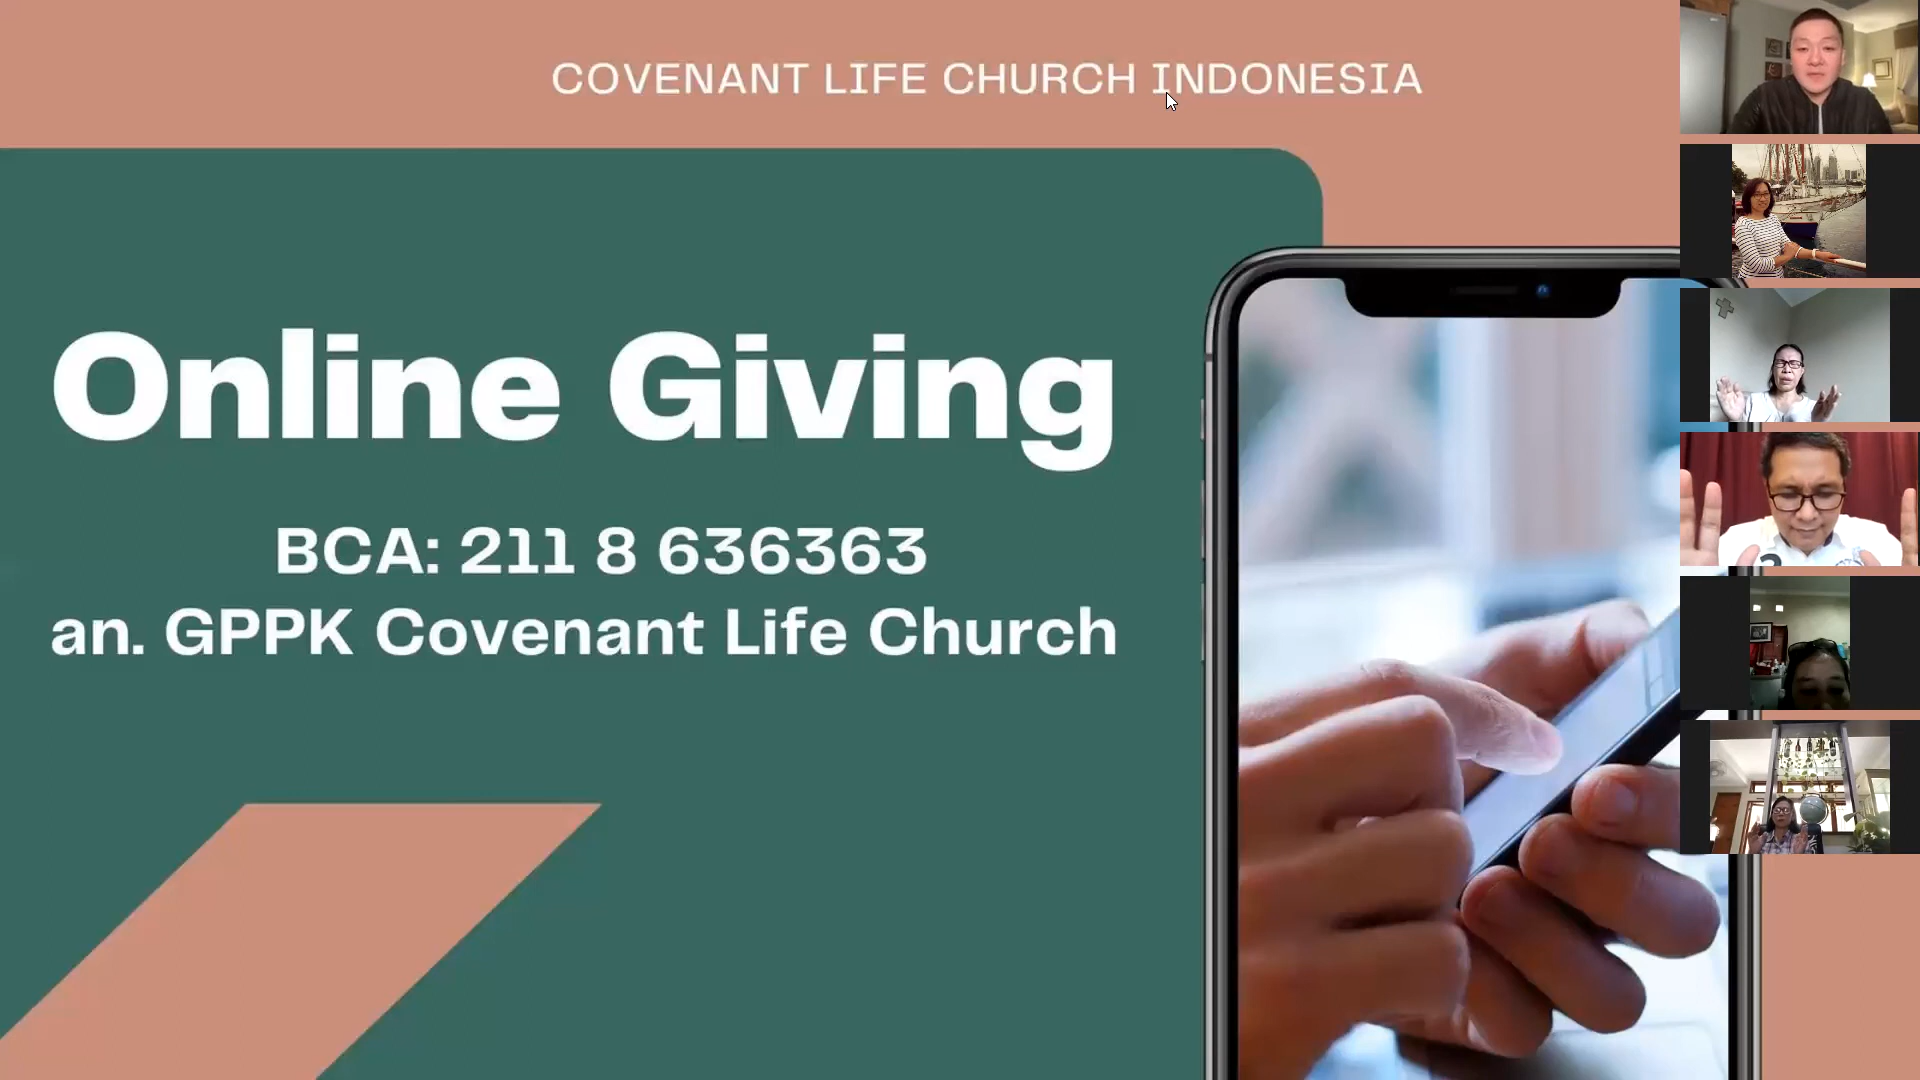 COVENANT LIFE CHURCH INDONESIA
Online Giving
BCA: 211 8 636363
an. GPPK Covenant Life Church